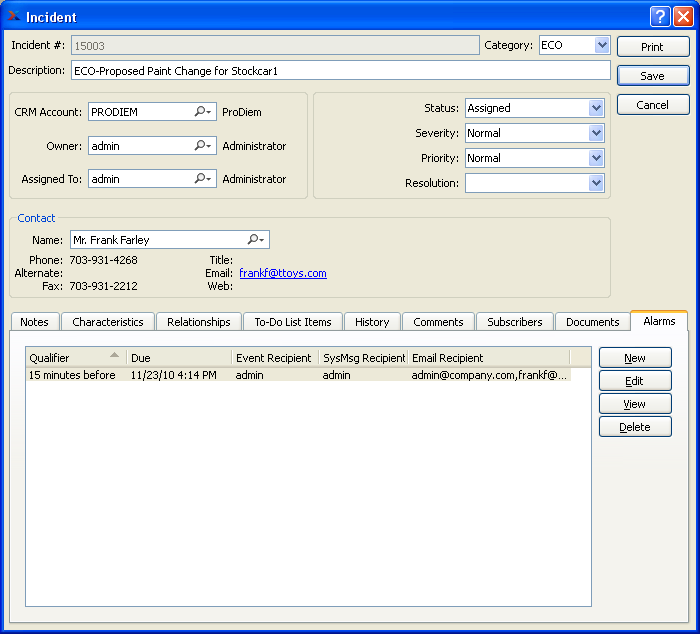 Incident
Incident #: 15003 Category: ECO Print
Description: ECO-Proposed Paint Change for Stockcar1 Save
Cancel
CRM Account: PRODIEM ProDiem
Owner: admin Administrator
Assigned To: admin Administrator
Status: Assigned
Severity: Normal
Priority: Normal
Resolution:
Contact
Name: Mr. Frank Farley
Phone: 703-931-4268 Title:
Alternate: Email: frankf@ttoys.com
Fax: 703-931-2212 Web:
Notes Characteristics Relationships To-Do List Items History Comments Subscribers Documents Alarms
Qualifier Due Event Recipient SysMsg Recipient Email Recipient
15 minutes before 11/23/10 4:14 PM admin admin admin@company.com,frankf@...
New
Edit
View
Delete